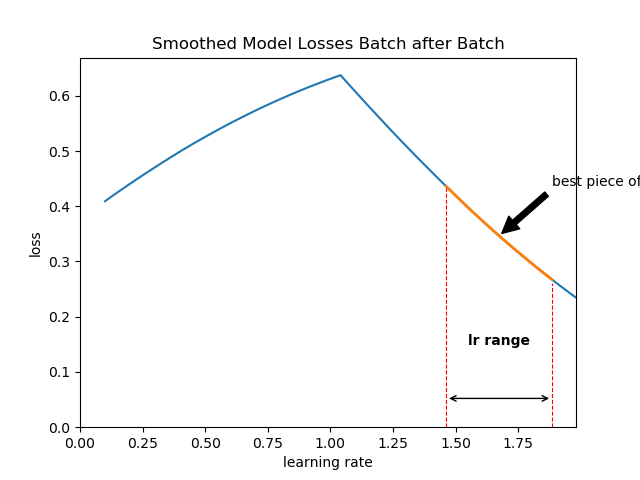 Smoothed Model Losses Batch after Batch
0.6
0.5
0.4
0.3
0.2
0.1
0.0
loss
best piece of
lr range
0.00 0.25 0.50 0.75 1.00 1.25 1.50 1.75
learning rate